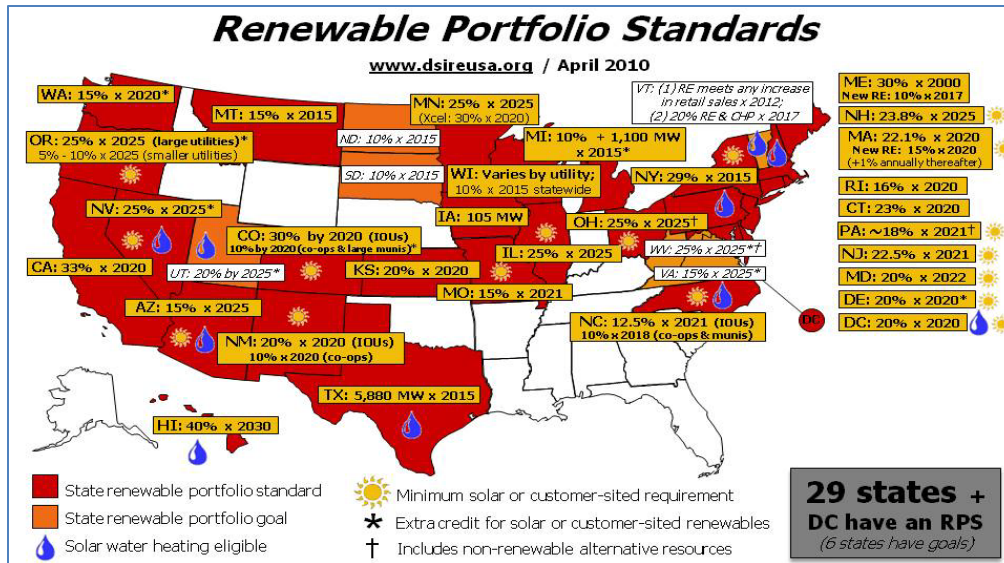 Renewable Portfolio Standards
www.dsireusa.org / April 2010
WA: 15% x 2020*
MT: 15% x 2015
MN: 25% x 2025
(Xcel: 30% x 2020)
VT: (1) RE meets any increase
in retail sales x 2012;
(2) 20% RE & CHP x 2017
ME: 30% x 2000
New RE: 10% x 2017
OR: 25% x 2025 (large utilities)*
5% - 10% x 2025 (smaller utilities)
ND: 10% x 2015
MI: 10% + 1,100 MW
x 2015*
NH: 23.8% x 2025
MA: 22.1% x 2020
New RE: 15% x 2020
(+1% annually thereafter)
SD: 10% x 2015
WI: Varies by utility;
10% x 2015 statewide
NY: 29% x 2015
RI: 16% x 2020
CT: 23% x 2020
NV: 25% x 2025*
IA: 105 MW
OH: 25% x 2025†
PA: ~18% x 2021†
CO: 30% by 2020 (IOUs)
10% by 2020 (co-ops & large munis)*
IL: 25% x 2025
WV: 25% x 2025*†
NJ: 22.5% x 2021
CA: 33% x 2020
UT: 20% by 2025*
KS: 20% x 2020
VA: 15% x 2025*
MD: 20% x 2022
MO: 15% x 2021
DE: 20% x 2020*
AZ: 15% x 2025
DC
DC: 20% x 2020
NM: 20% x 2020 (IOUs)
10% x 2020 (co-ops)
NC: 12.5% x 2021 (IOUs)
10% x 2018 (co-ops & munis)
TX: 5,880 MW x 2015
HI: 40% x 2030
State renewable portfolio standard
State renewable portfolio goal
Solar water heating eligible
Minimum solar or customer-sited requirement
* Extra credit for solar or customer-sited renewables
† Includes non-renewable alternative resources
29 states +
DC have an RPS
(6 states have goals)